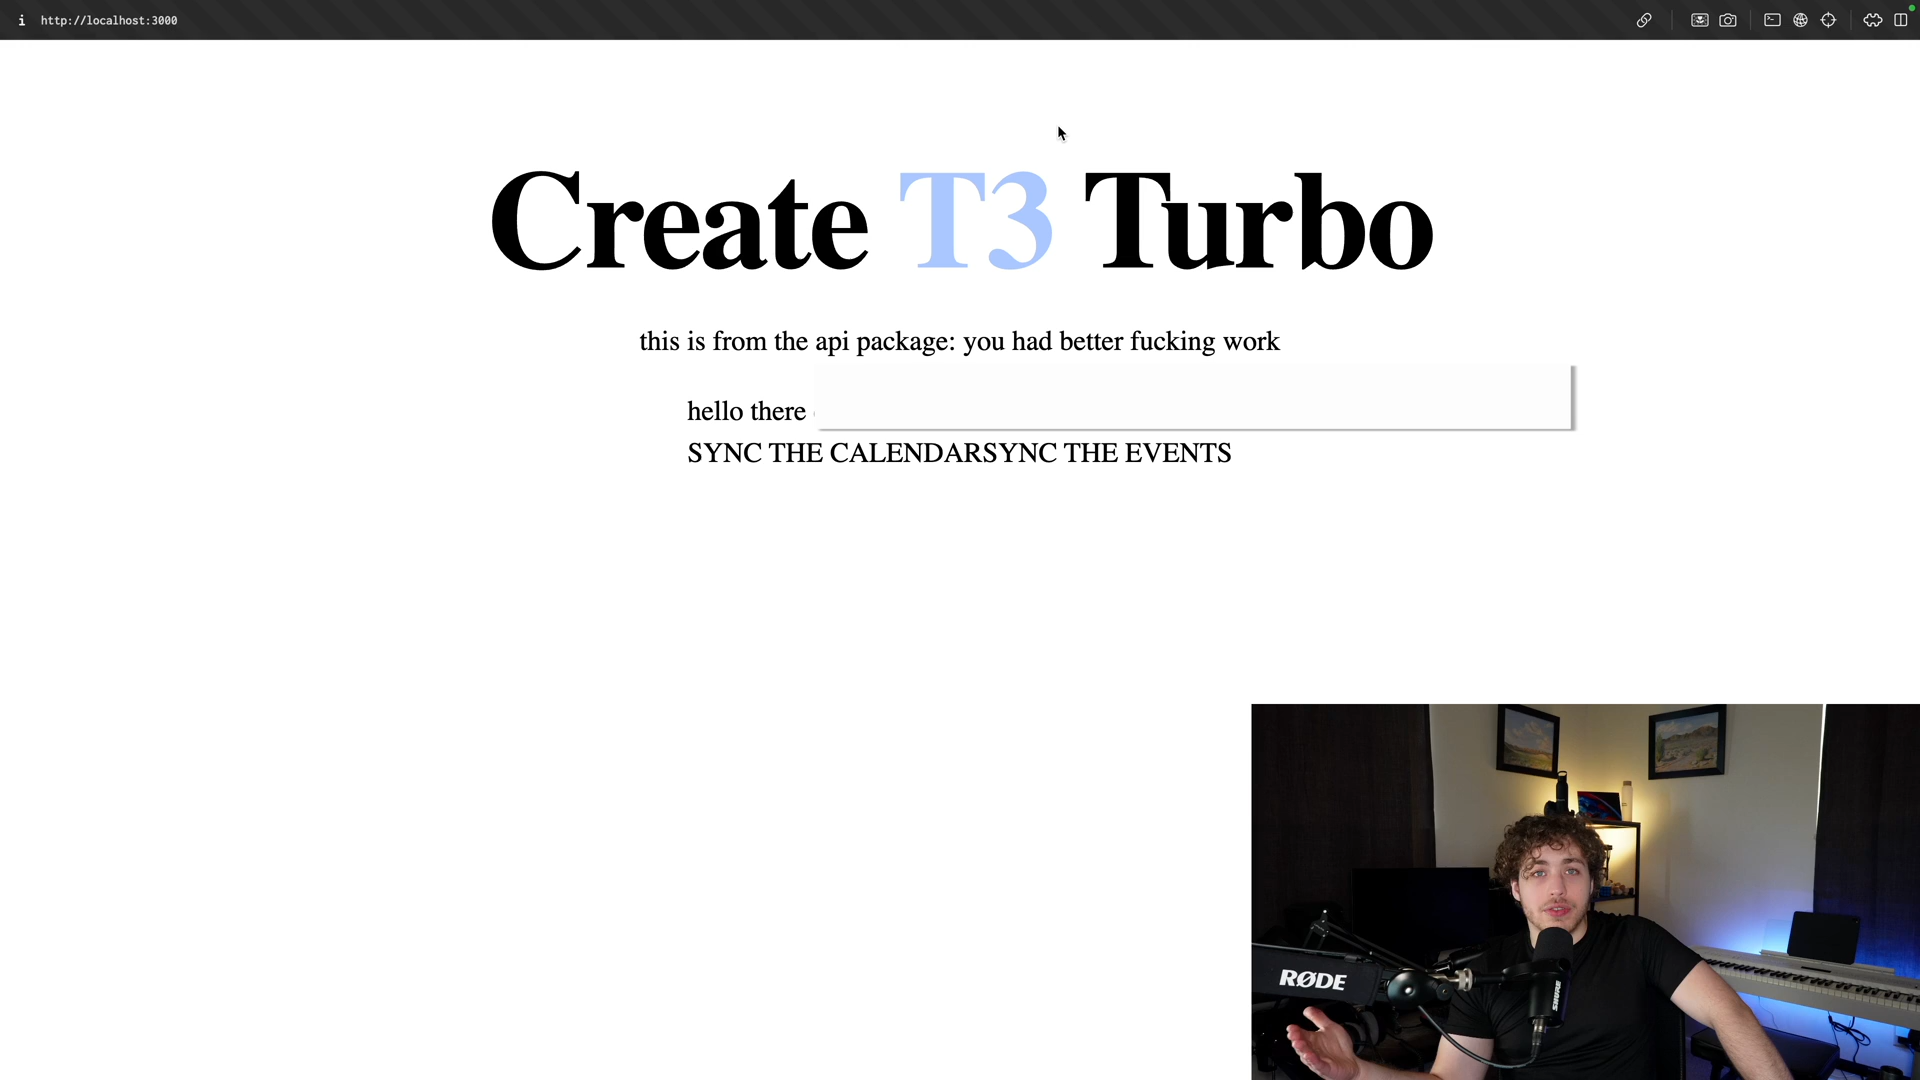 i http://localhost:3000
Create T3 Turbo
this is from the api package: you had better fucking work
hello there
SYNC THE CALENDARSYNC THE EVENTS
RØDE
SHURE